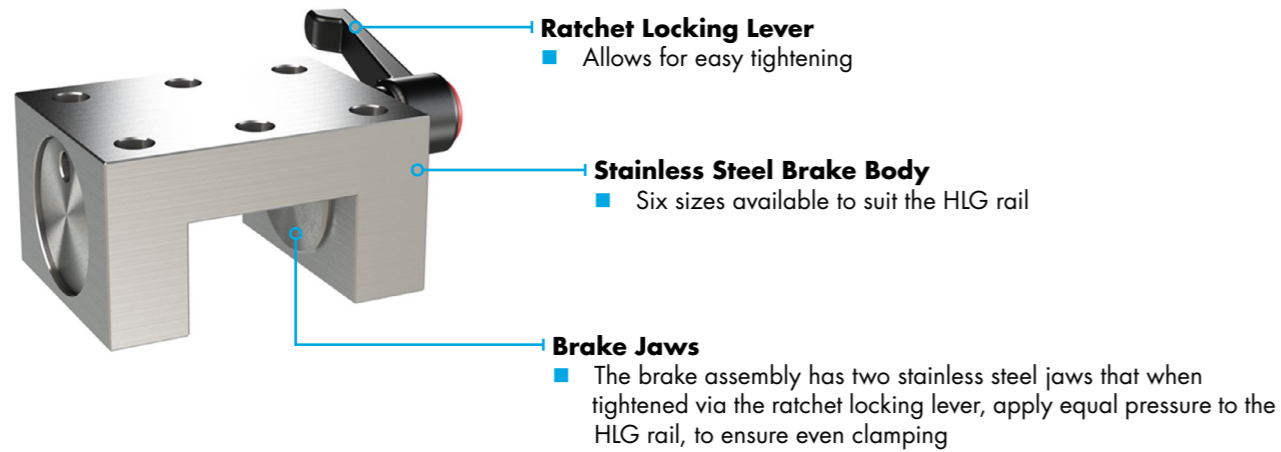 Ratchet Locking Lever
Allows for easy tightening
Stainless Steel Brake Body
Six sizes available to suit the HLG rail
Brake Jaws
The brake assembly has two stainless steel jaws that when
tightened via the ratchet locking lever, apply equal pressure to the
HLG rail, to ensure even clamping